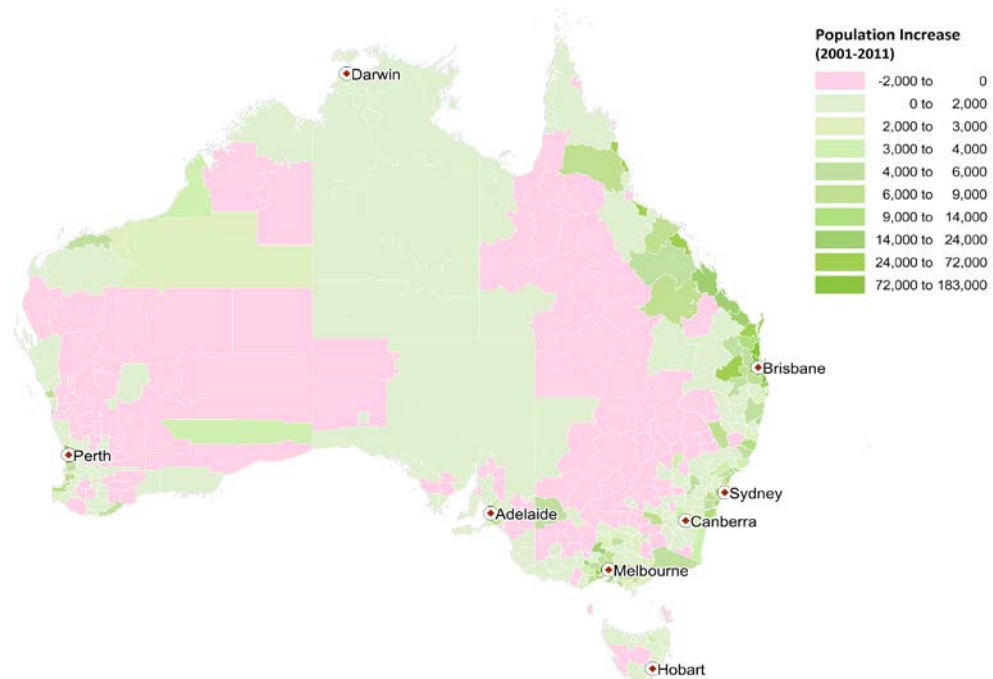 Population Increase
(2001-2011)
-2,000 to 0
0 to 2,000
2,000 to 3,000
3,000 to 4,000
4,000 to 6,000
6,000 to 9,000
9,000 to 14,000
14,000 to 24,000
24,000 to 72,000
72,000 to 183,000
Darwin
Brisbane
Perth
Sydney
Adelaide
Canberra
Melbourne
Hobart